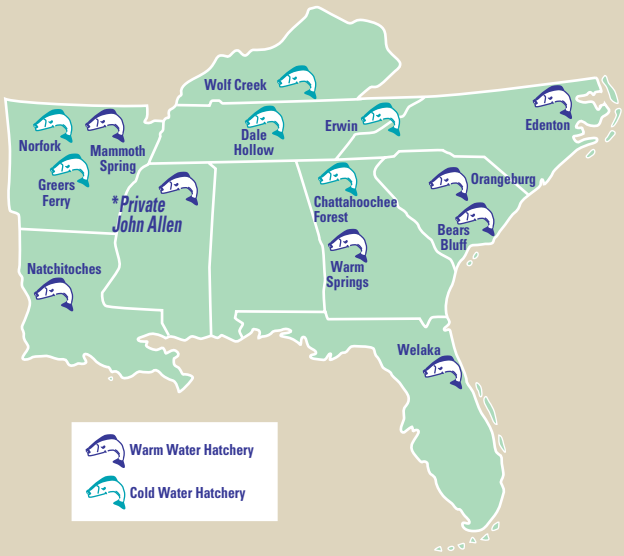 Wolf Creek
Norfork
Mammoth
Spring
Greers
Ferry
Dale
Hollow
Erwin
Edenton
*Private
John Allen
Chattahoochee
Forest
Orangeburg
Bears
Bluff
Warm
Springs
Natchitoches
Welaka
Warm Water Hatchery
Cold Water Hatchery